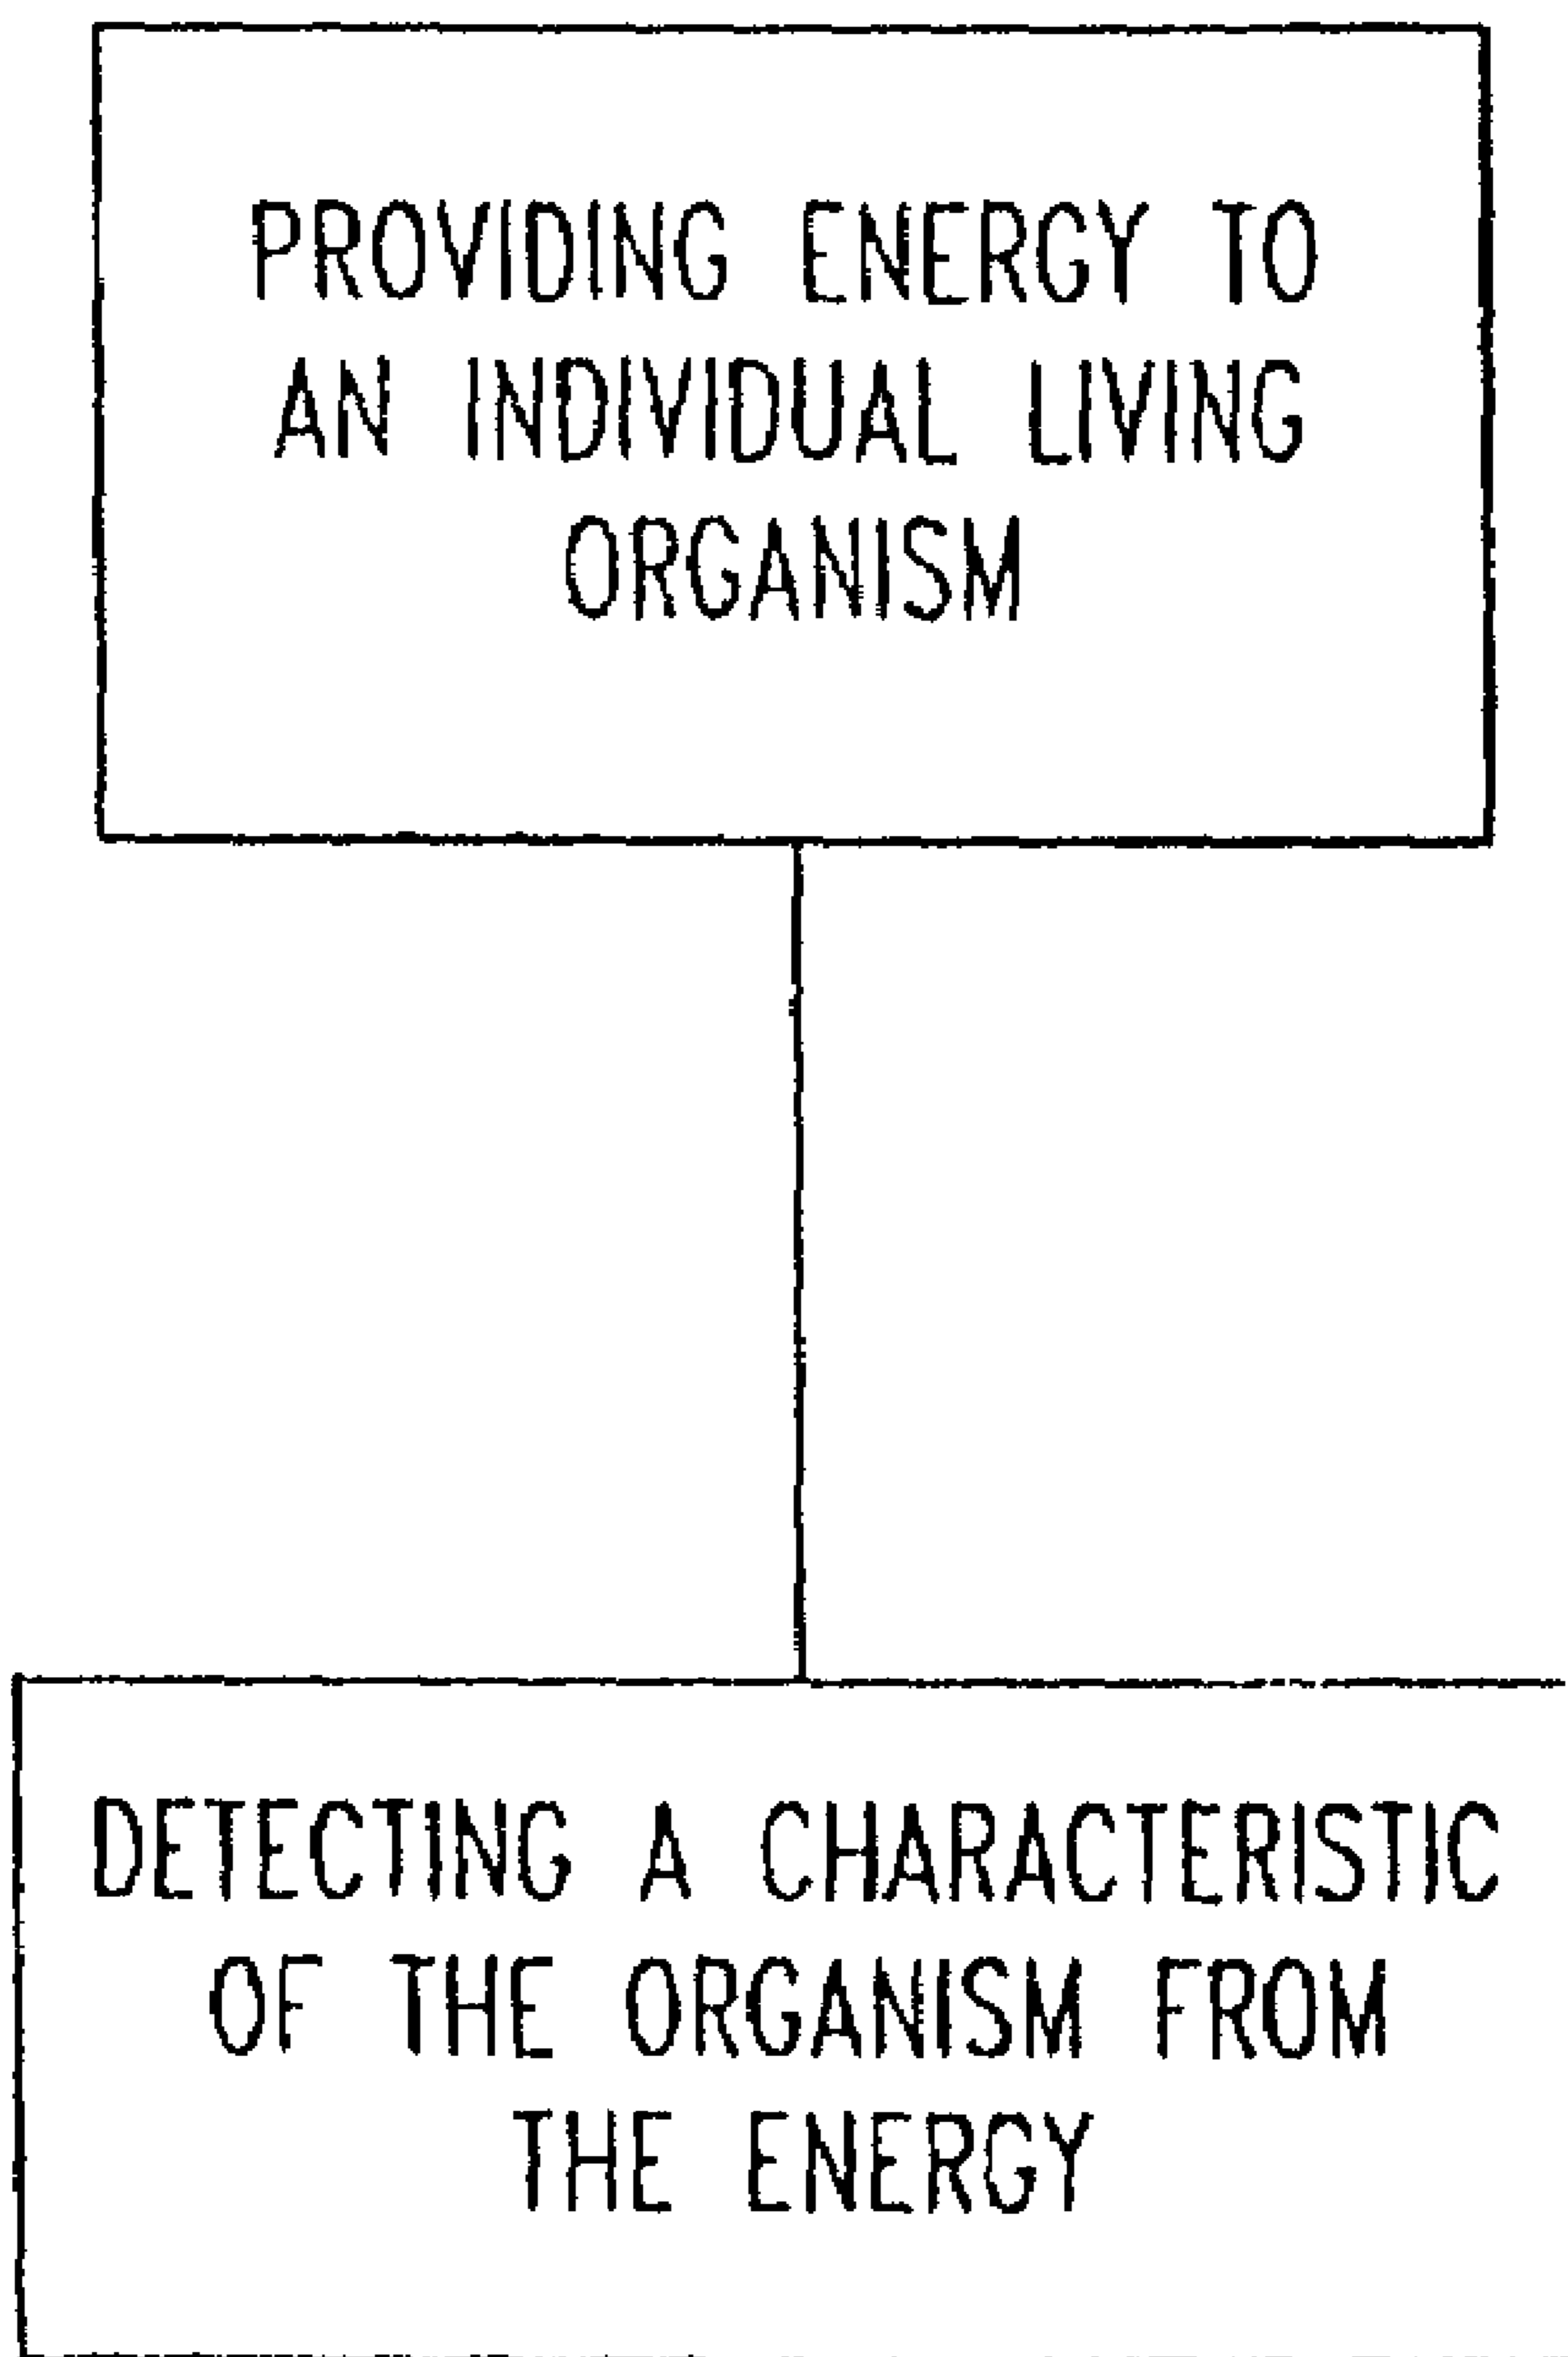 PROVIDING ENERGY TO
AN INDIVIDUAL LIVING
ORGANISM
DETECTING A CHARACTERISTIC
OF THE ORGANISM FROM
THE ENERGY